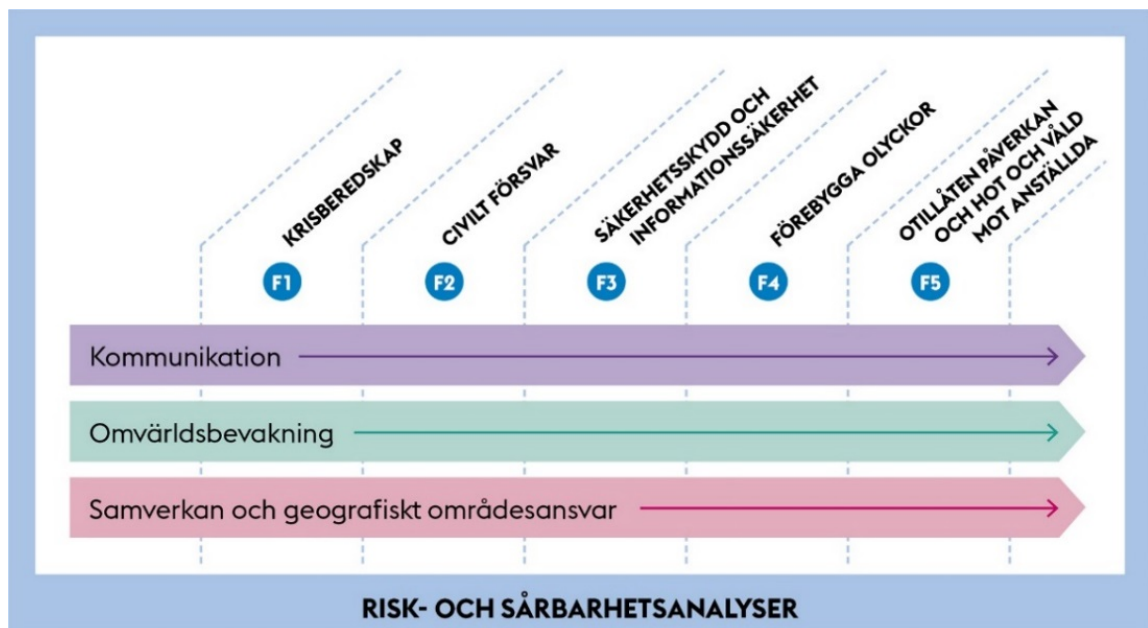 KRISBEREDSKAP
CIVILT FÖRSVAR
SÄKERHETSSKYDD OCH
INFORMATIONSSÄKERHET
FÖREBYGGA OLYCKOR
OTILLÅTEN PÅVERKAN
OCH HOT OCH VÅLD
MOT ANSTÄLLDA
F1
F2
F3
F4
F5
Kommunikation
Omvärldsbevakning
Samverkan och geografiskt områdesansvar
RISK- OCH SÅRBARHETSANALYSER